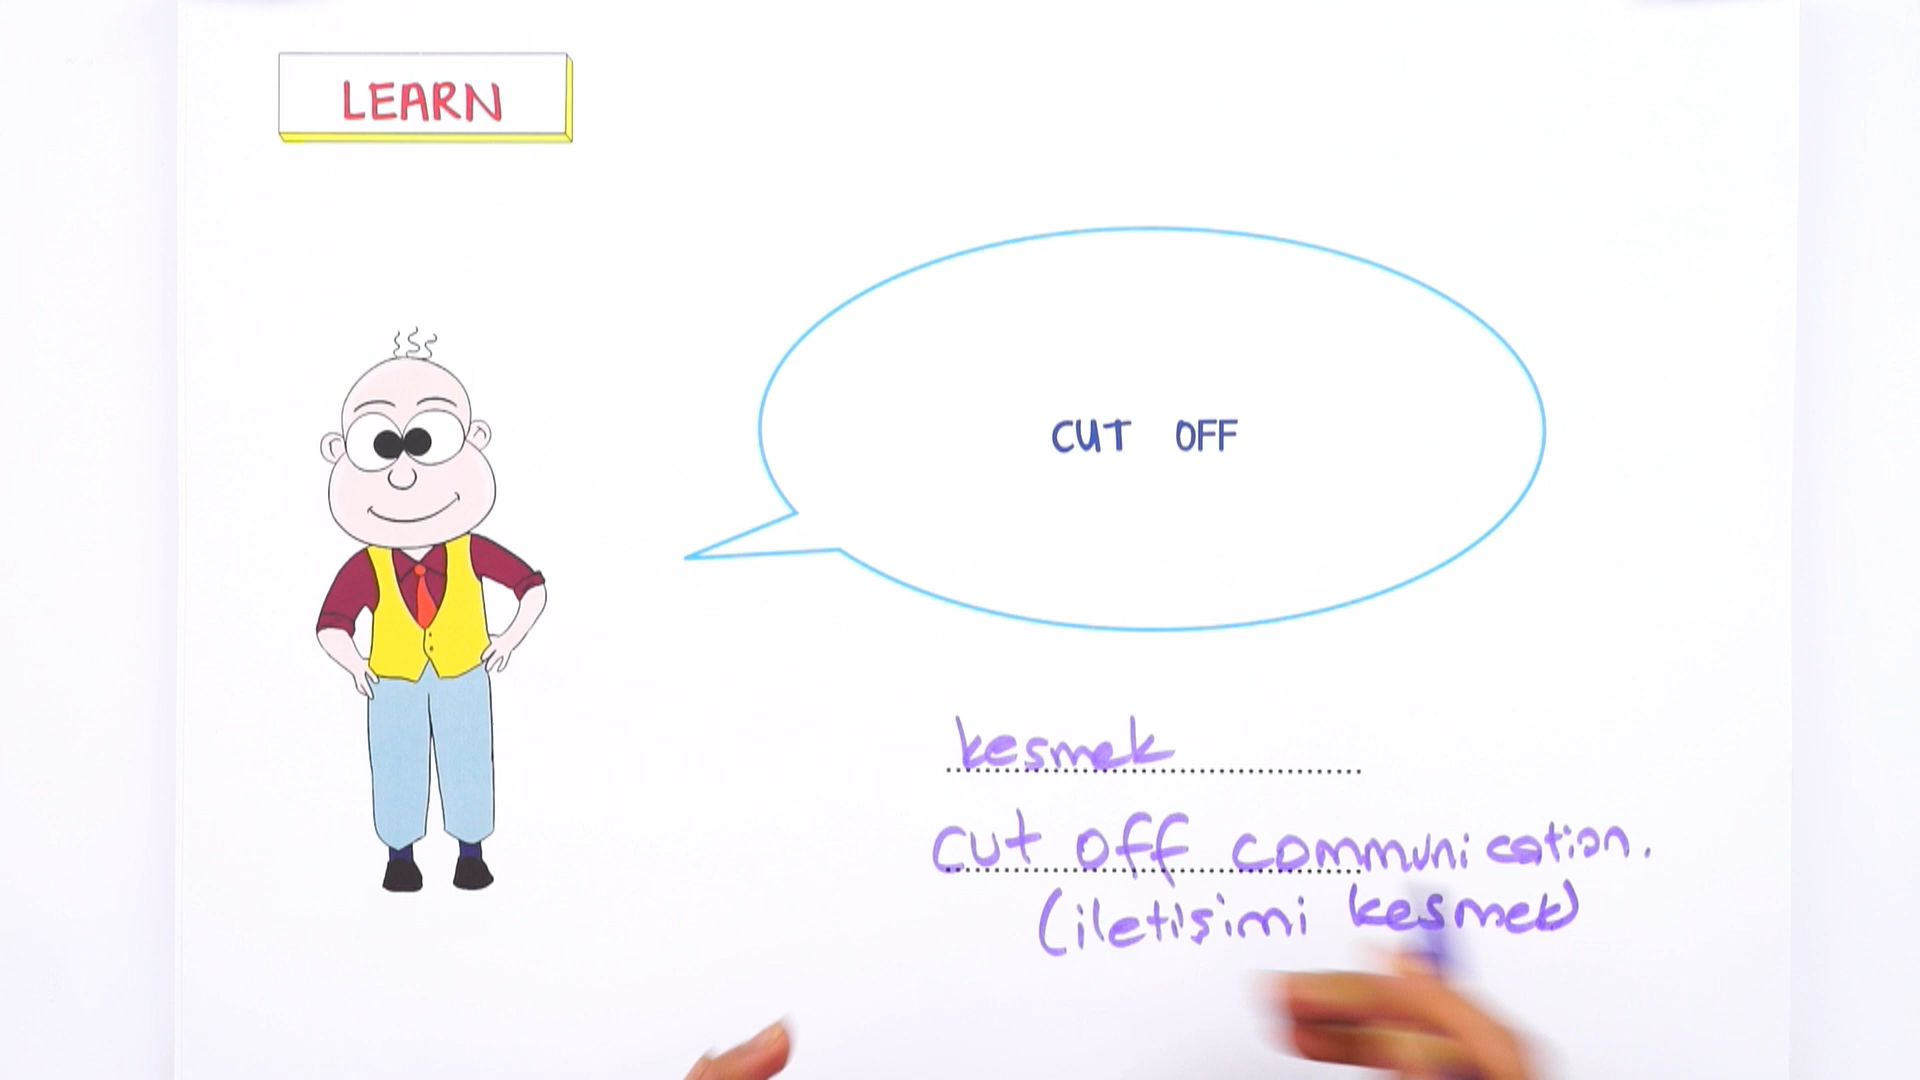 LEARN
CUT OFF
kesmek
cut off communication.
(iletişimi kesmek)